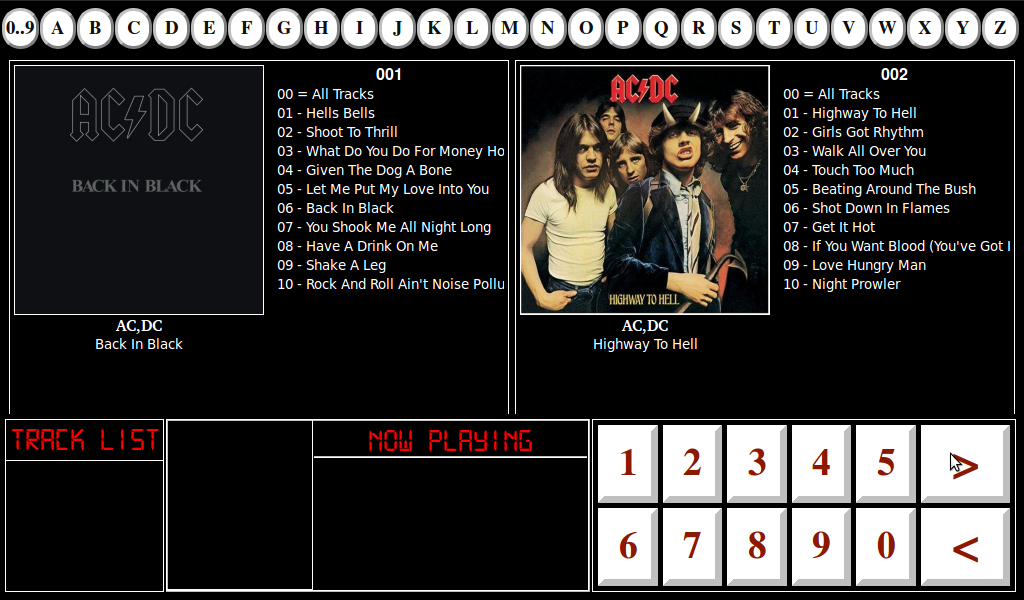 0..9 A B C D E F G H I J K L M N O P Q R S T U V W X Y Z
AC/DC
BACK IN BLACK
001
00 = All Tracks
01 - Hells Bells
02 - Shoot To Thrill
03 - What Do You Do For Money Ho
04 - Given The Dog A Bone
05 - Let Me Put My Love Into You
06 - Back In Black
07 - You Shook Me All Night Long
08 - Have A Drink On Me
09 - Shake A Leg
10 - Rock And Roll Ain't Noise Pollu
AC,DC
Back In Black
AC/DC
HIGHWAY TO HELL
002
00 = All Tracks
01 - Highway To Hell
02 - Girls Got Rhythm
03 - Walk All Over You
04 - Touch Too Much
05 - Beating Around The Bush
06 - Shot Down In Flames
07 - Get It Hot
08 - If You Want Blood (You've Got I
09 - Love Hungry Man
10 - Night Prowler
AC,DC
Highway To Hell
TRACK LIST
NOW PLAYING
1 2 3 4 5 >
6 7 8 9 0 <